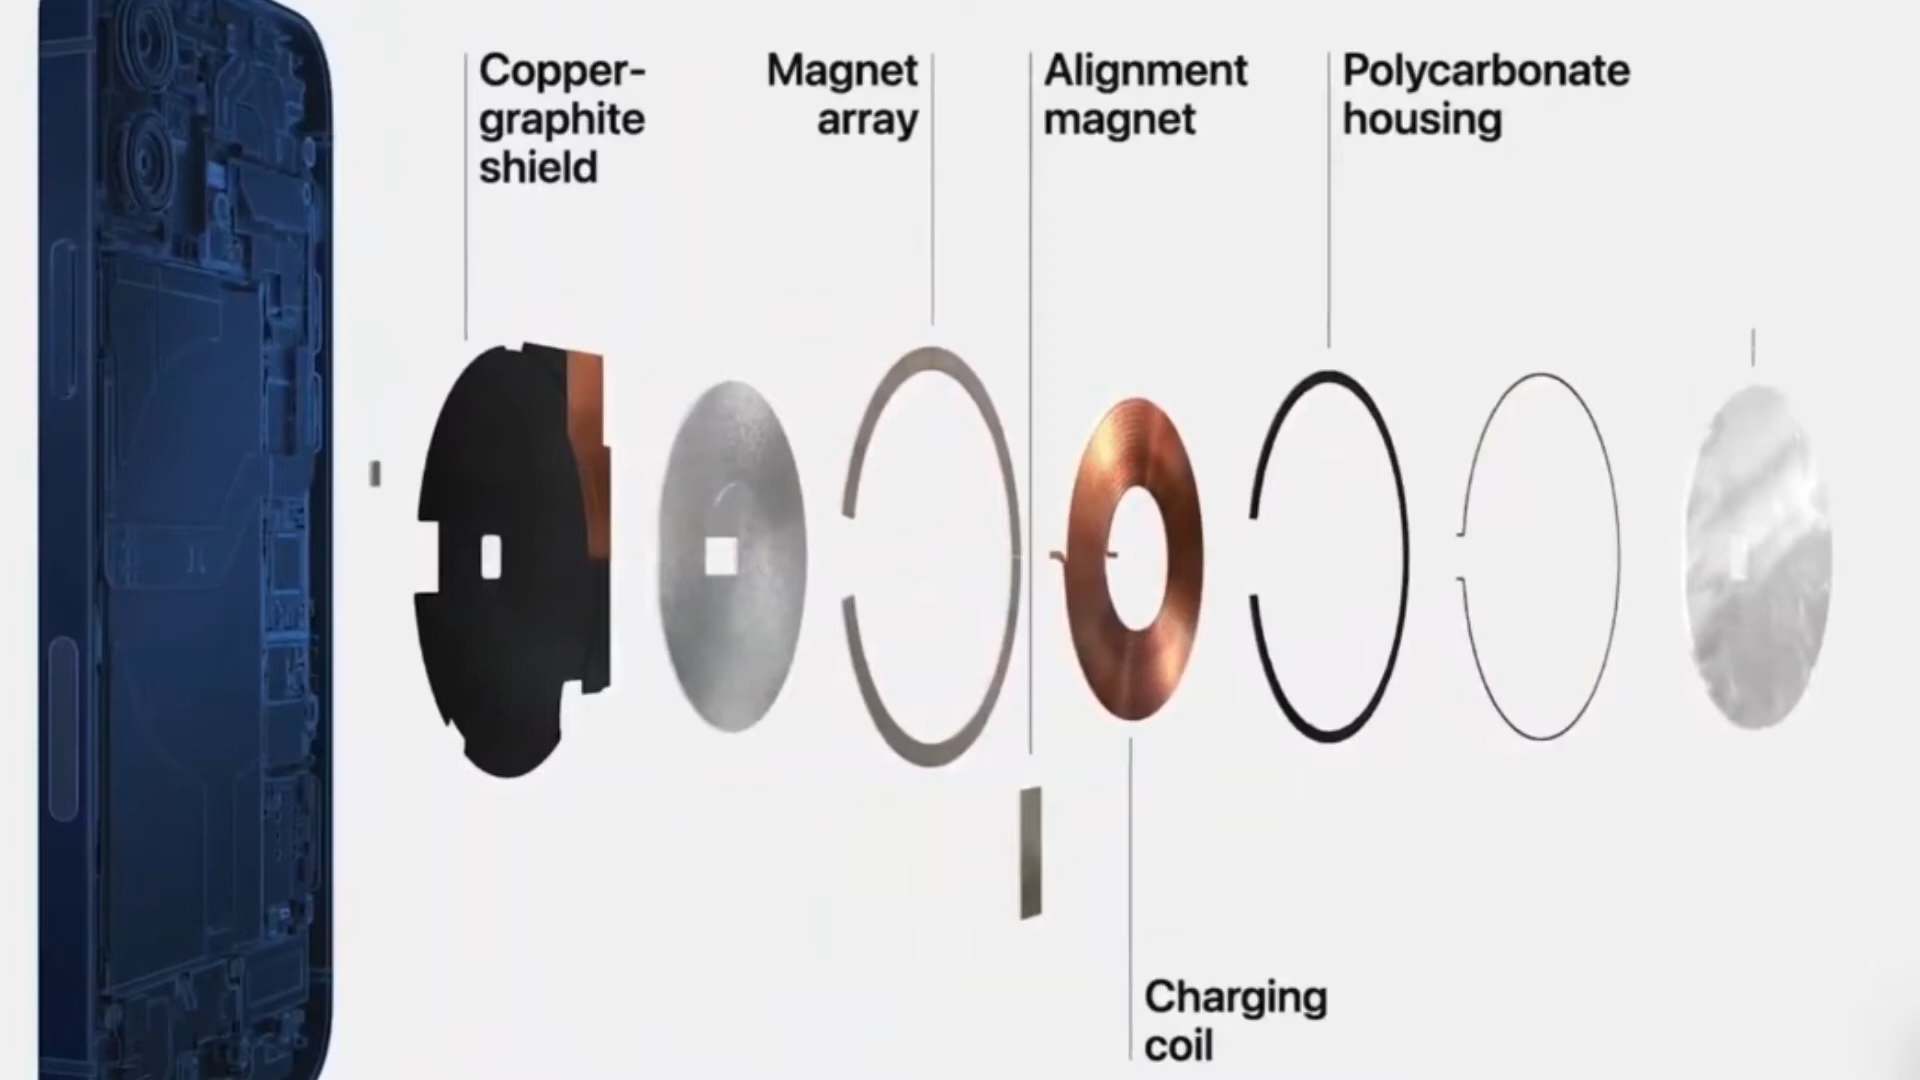 Copper-
graphite
shield
Magnet
array
Alignment
magnet
Polycarbonate
housing
Charging
coil